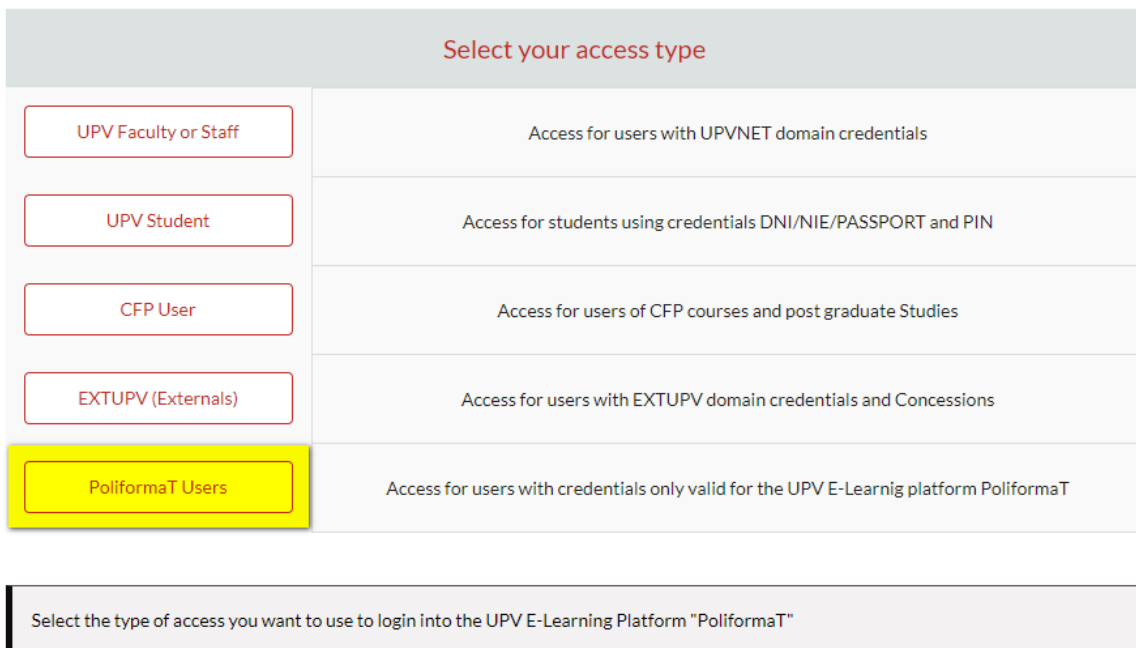 Select your access type
UPV Faculty or Staff
Access for users with UPVNET domain credentials
UPV Student
Access for students using credentials DNI/NIE/PASSPORT and PIN
CFP User
Access for users of CFP courses and post graduate Studies
EXTUPV (Externals)
Access for users with EXTUPV domain credentials and Concessions
PoliformaT Users
Access for users with credentials only valid for the UPV E-Learnig platform PoliformaT
Select the type of access you want to use to login into the UPV E-Learning Platform "PoliformaT"